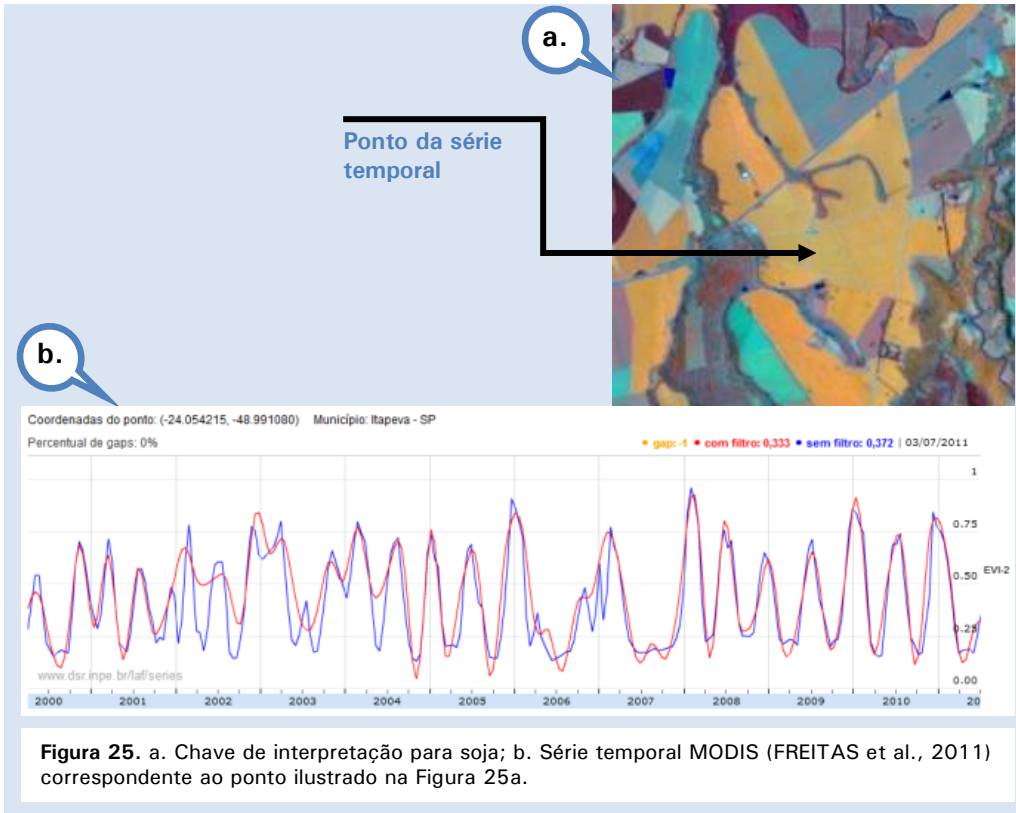 a.
Ponto da série
temporal
b.
Coordenadas do ponto: (-24.054215, -48.991080) Município: Itapeva - SP
Percentual de gaps: 0%
• gap: -1 • com filtro: 0,333 • sem filtro: 0,372 | 03/07/2011
1
0.75
0.50 EVI-2
0.25
0.00
www.dsr.inpe.br/laf/series
2000 2001 2002 2003 2004 2005 2006 2007 2008 2009 2010 20
Figura 25. a. Chave de interpretação para soja; b. Série temporal MODIS (FREITAS et al., 2011)
correspondente ao ponto ilustrado na Figura 25a.